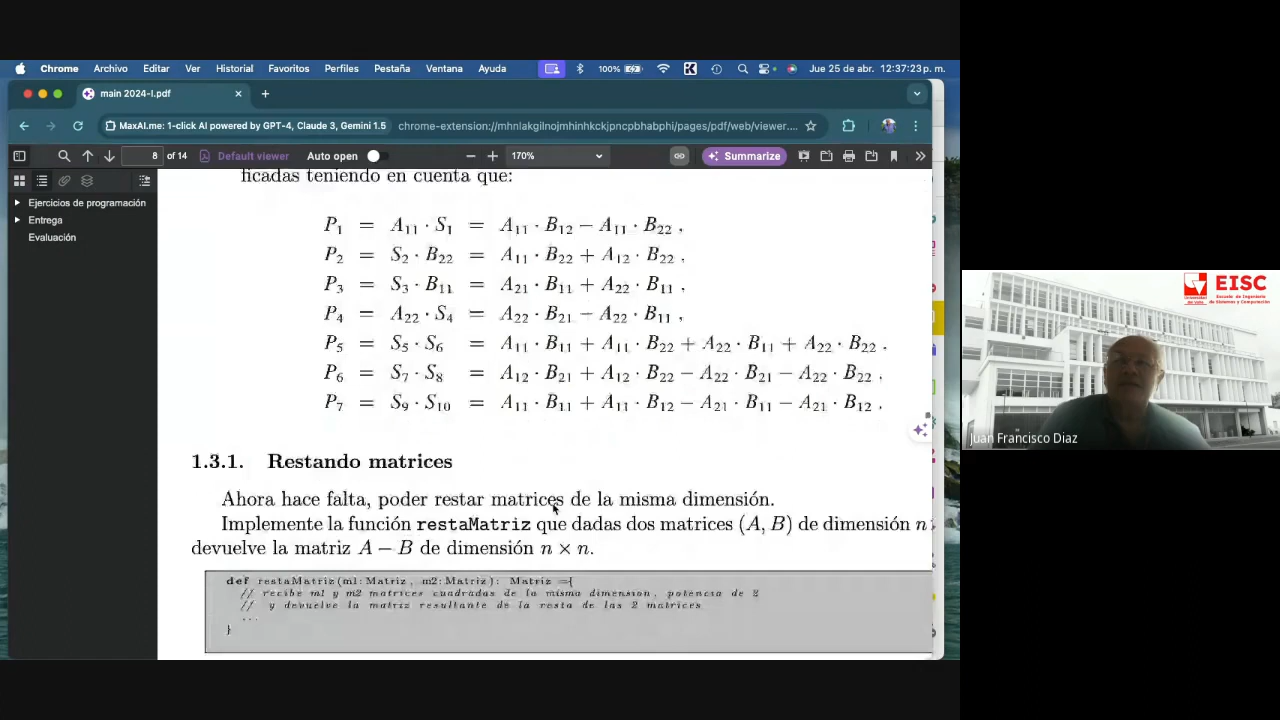 Chrome Archivo Editar Ver Historial Favoritos Perfiles Pestaña Ventana Ayuda 100% Jue 25 de abr. 12:37:23 p. m.
main 2024-I.pdf
MaxAI.me: 1-click AI powered by GPT-4, Claude 3, Gemini 1.5 chrome-extension://mhnlakgilnojmhinhkckjpncpbhabphi/pages/pdf/web/viewer....
8 of 14 Default viewer Auto open 170% Summarize
Ejercicios de programación
Entrega
Evaluación
ficadas teniendo en cuenta que:
P₁ = A₁₁ · S₁ = A₁₁ · B₁₂ − A₁₁ · B₂₂ ,
P₂ = S₂ · B₂₂ = A₁₁ · B₂₂ + A₁₂ · B₂₂ ,
P₃ = S₃ · B₁₁ = A₂₁ · B₁₁ + A₂₂ · B₁₁ ,
P₄ = A₂₂ · S₄ = A₂₂ · B₂₁ − A₂₂ · B₁₁ ,
P₅ = S₅ · S₆ = A₁₁ · B₁₁ + A₁₁ · B₂₂ + A₂₂ · B₁₁ + A₂₂ · B₂₂ .
P₆ = S₇ · S₈ = A₁₂ · B₂₁ + A₁₂ · B₂₂ − A₂₂ · B₂₁ − A₂₂ · B₂₂ ,
P₇ = S₉ · S₁₀ = A₁₁ · B₁₁ + A₁₁ · B₁₂ − A₂₁ · B₁₁ − A₂₁ · B₁₂ .
1.3.1. Restando matrices
Ahora hace falta, poder restar matrices de la misma dimensión.
Implemente la función restaMatriz que dadas dos matrices (A, B) de dimensión n
devuelve la matriz A − B de dimensión n × n.
def restaMatriz(m1:Matriz, m2:Matriz): Matriz ={
// recibe m1 y m2 matrices cuadradas de la misma dimension, potencia de 2
// y devuelve la matriz resultante de la resta de las 2 matrices
...
}
EISC
Universidad del Valle
Escuela de Ingeniería
de Sistemas y Computación
Juan Francisco Diaz